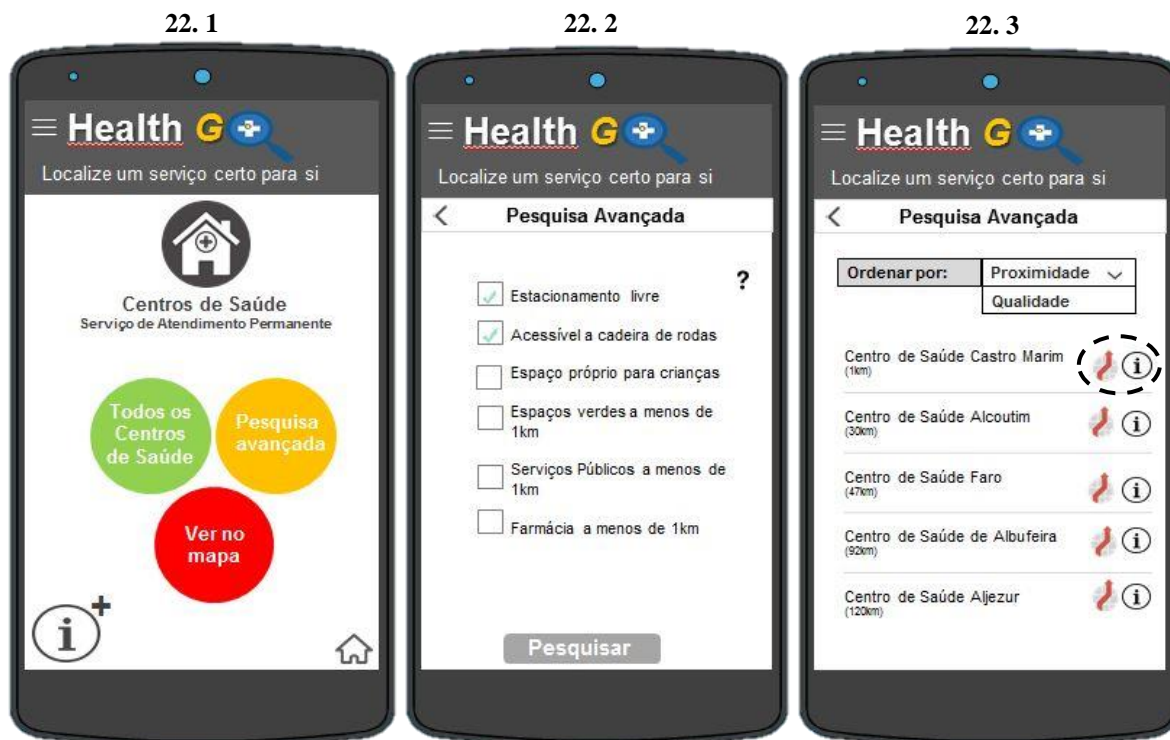 22. 1
Health G
Localize um serviço certo para si
Centros de Saúde
Serviço de Atendimento Permanente
Todos os
Centros
de Saúde
Pesquisa
avançada
Ver no
mapa
i+
22. 2
Health G
Localize um serviço certo para si
< Pesquisa Avançada
?
Estacionamento livre
Acessível a cadeira de rodas
Espaço próprio para crianças
Espaços verdes a menos de
1km
Serviços Públicos a menos de
1km
Farmácia a menos de 1km
Pesquisar
22. 3
Health G
Localize um serviço certo para si
< Pesquisa Avançada
Ordenar por: Proximidade
Qualidade
Centro de Saúde Castro Marim
(1km)
i
Centro de Saúde Alcoutim
(30km)
i
Centro de Saúde Faro
(47km)
i
Centro de Saúde de Albufeira
(92km)
i
Centro de Saúde Aljezur
(120km)
i